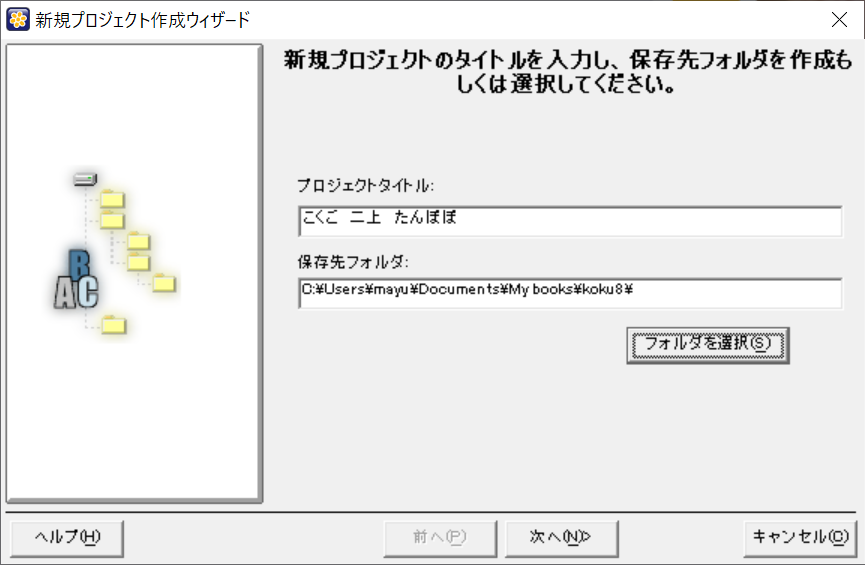 新規プロジェクト作成ウィザード
新規プロジェクトのタイトルを入力し、保存先フォルダを作成も
しくは選択してください。
プロジェクトタイトル:
こくご　二上　たんぽぽ
保存先フォルダ:
C:¥Users¥mayu¥Documents¥My books¥koku8¥
フォルダを選択(S)
B
AC
ヘルプ(H)
前へ(P)
次へ(N)>
キャンセル(C)